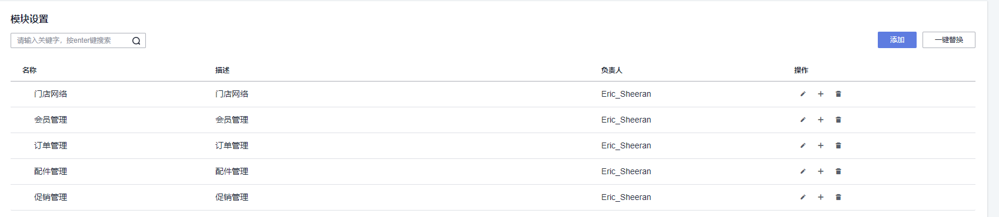 模块设置
请输入关键字，按enter键搜索 添加 一键替换
名称 描述 负责人 操作
门店网络 门店网络 Eric_Sheeran
会员管理 会员管理 Eric_Sheeran
订单管理 订单管理 Eric_Sheeran
配件管理 配件管理 Eric_Sheeran
促销管理 促销管理 Eric_Sheeran